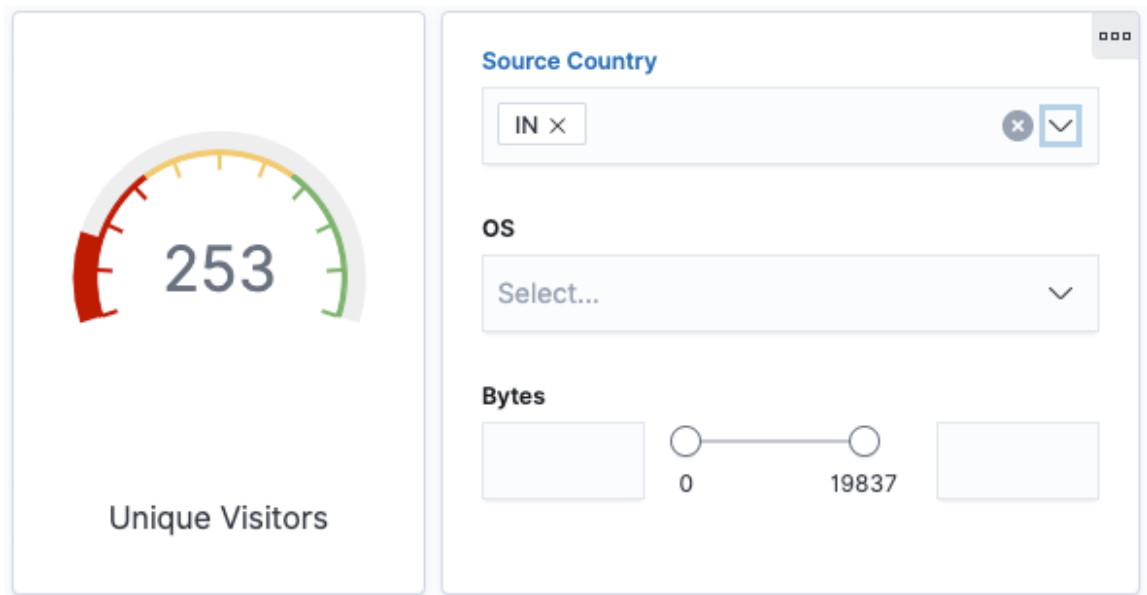 253
Unique Visitors
Source Country
IN
OS
Select...
Bytes
0 19837